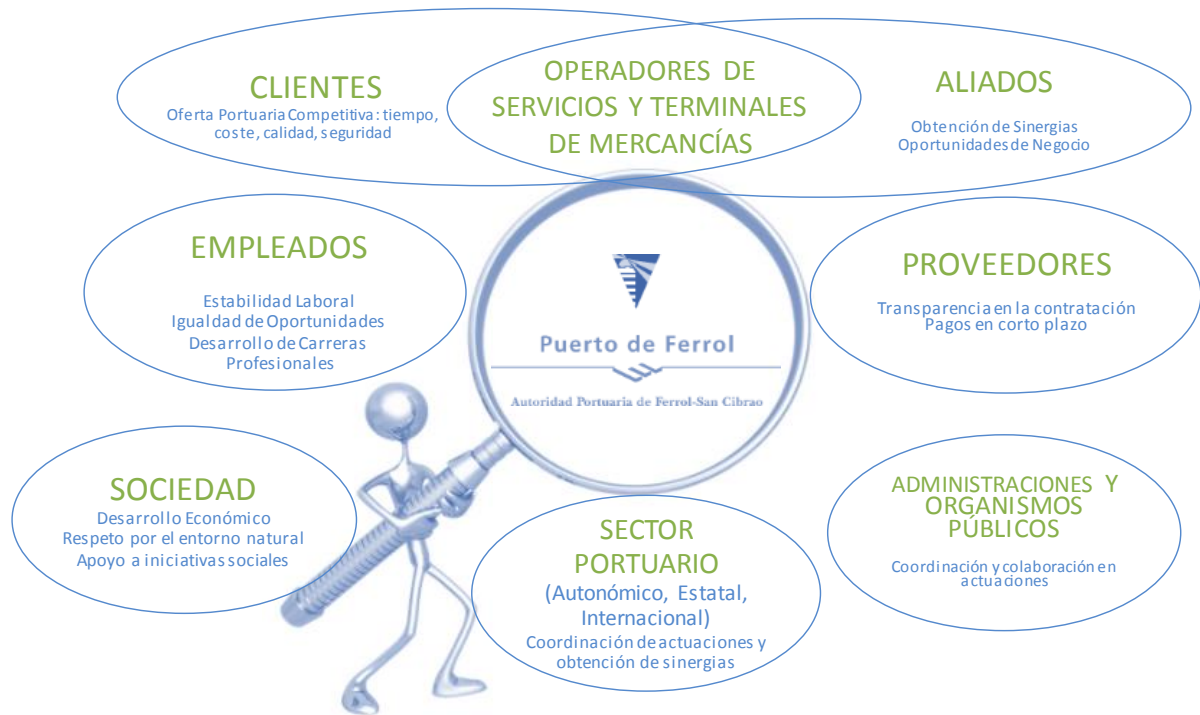 CLIENTES
Oferta Portuaria Competitiva: tiempo,
coste, calidad, seguridad
OPERADORES DE
SERVICIOS Y TERMINALES
DE MERCANCÍAS
ALIADOS
Obtención de Sinergias
Oportunidades de Negocio
EMPLEADOS
Estabilidad Laboral
Igualdad de Oportunidades
Desarrollo de Carreras
Profesionales
Puerto de Ferrol
Autoridad Portuaria de Ferrol-San Cibrao
PROVEEDORES
Transparencia en la contratación
Pagos en corto plazo
SOCIEDAD
Desarrollo Económico
Respeto por el entorno natural
Apoyo a iniciativas sociales
SECTOR
PORTUARIO
(Autonómico, Estatal,
Internacional)
Coordinación de actuaciones y
obtención de sinergias
ADMINISTRACIONES Y
ORGANISMOS
PÚBLICOS
Coordinación y colaboración en
actuaciones